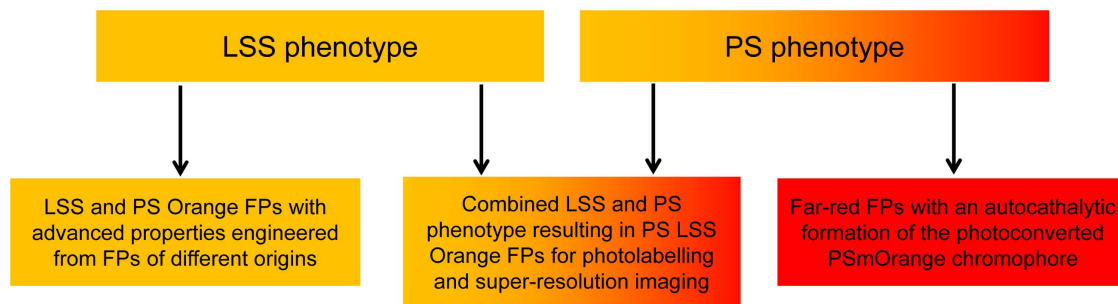 LSS phenotype
PS phenotype
LSS and PS Orange FPs with
advanced properties engineered
from FPs of different origins
Combined LSS and PS
phenotype resulting in PS LSS
Orange FPs for photolabelling
and super-resolution imaging
Far-red FPs with an autocathalytic
formation of the photoconverted
PSmOrange chromophore